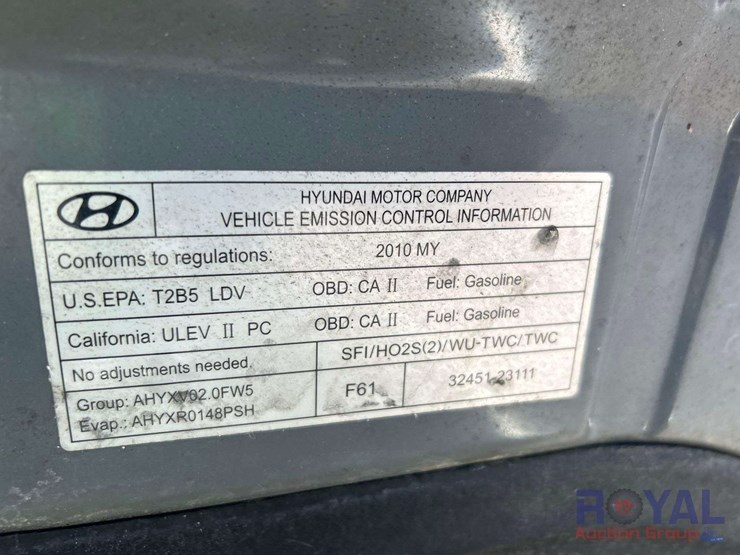 HYUNDAI MOTOR COMPANY
VEHICLE EMISSION CONTROL INFORMATION
Conforms to regulations: 2010 MY
U.S.EPA: T2B5 LDV OBD: CA II Fuel: Gasoline
California: ULEV II PC OBD: CA II Fuel: Gasoline
No adjustments needed. SFI/HO2S(2)/WU-TWC/TWC
Group: AHYXV02.0FW5 F61 32451-23111
Evap.: AHYXR0148PSH
ROYAL
Auction Group